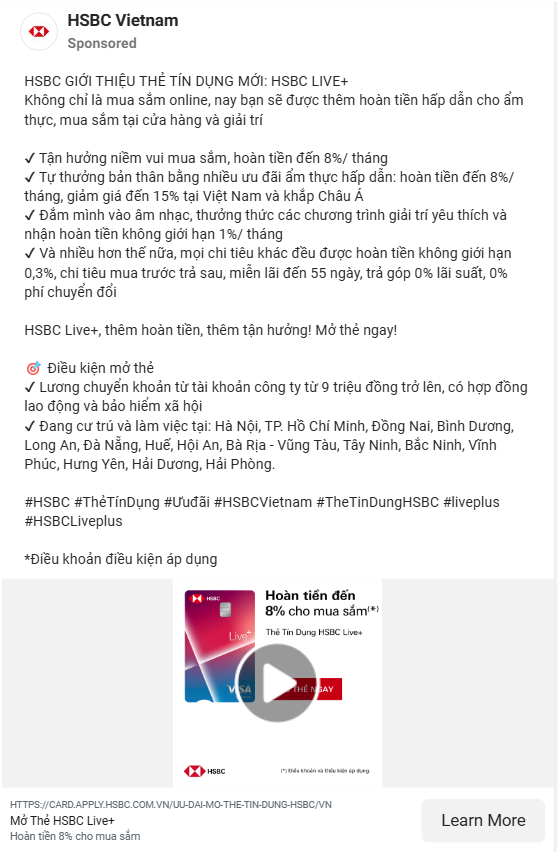 HSBC Vietnam
Sponsored
HSBC GIỚI THIỆU THẺ TÍN DỤNG MỚI: HSBC LIVE+
Không chỉ là mua sắm online, nay bạn sẽ được thêm hoàn tiền hấp dẫn cho ẩm
thực, mua sắm tại cửa hàng và giải trí
✓ Tận hưởng niềm vui mua sắm, hoàn tiền đến 8%/ tháng
✓ Tự thưởng bản thân bằng nhiều ưu đãi ẩm thực hấp dẫn: hoàn tiền đến 8%/
tháng, giảm giá đến 15% tại Việt Nam và khắp Châu Á
✓ Đắm mình vào âm nhạc, thưởng thức các chương trình giải trí yêu thích và
nhận hoàn tiền không giới hạn 1%/ tháng
✓ Và nhiều hơn thế nữa, mọi chi tiêu khác đều được hoàn tiền không giới hạn
0,3%, chi tiêu mua trước trả sau, miễn lãi đến 55 ngày, trả góp 0% lãi suất, 0%
phí chuyển đổi
HSBC Live+, thêm hoàn tiền, thêm tận hưởng! Mở thẻ ngay!
🎯 Điều kiện mở thẻ
✓ Lương chuyển khoản từ tài khoản công ty từ 9 triệu đồng trở lên, có hợp đồng
lao động và bảo hiểm xã hội
✓ Đang cư trú và làm việc tại: Hà Nội, TP. Hồ Chí Minh, Đồng Nai, Bình Dương,
Long An, Đà Nẵng, Huế, Hội An, Bà Rịa - Vũng Tàu, Tây Ninh, Bắc Ninh, Vĩnh
Phúc, Hưng Yên, Hải Dương, Hải Phòng.
#HSBC #ThẻTínDụng #Ưuđãi #HSBCVietnam #TheTinDungHSBC #liveplus
#HSBCLiveplus
*Điều khoản điều kiện áp dụng
HSBC
Live+
VISA
Hoàn tiền đến
8% cho mua sắm(*)
Thẻ Tín Dụng HSBC Live+
THẺ NGAY
HSBC
(*) Điều khoản và Điều kiện áp dụng.
HTTPS://CARD.APPLY.HSBC.COM.VN/UU-DAI-MO-THE-TIN-DUNG-HSBC/VN
Mở Thẻ HSBC Live+
Hoàn tiền 8% cho mua sắm
Learn More